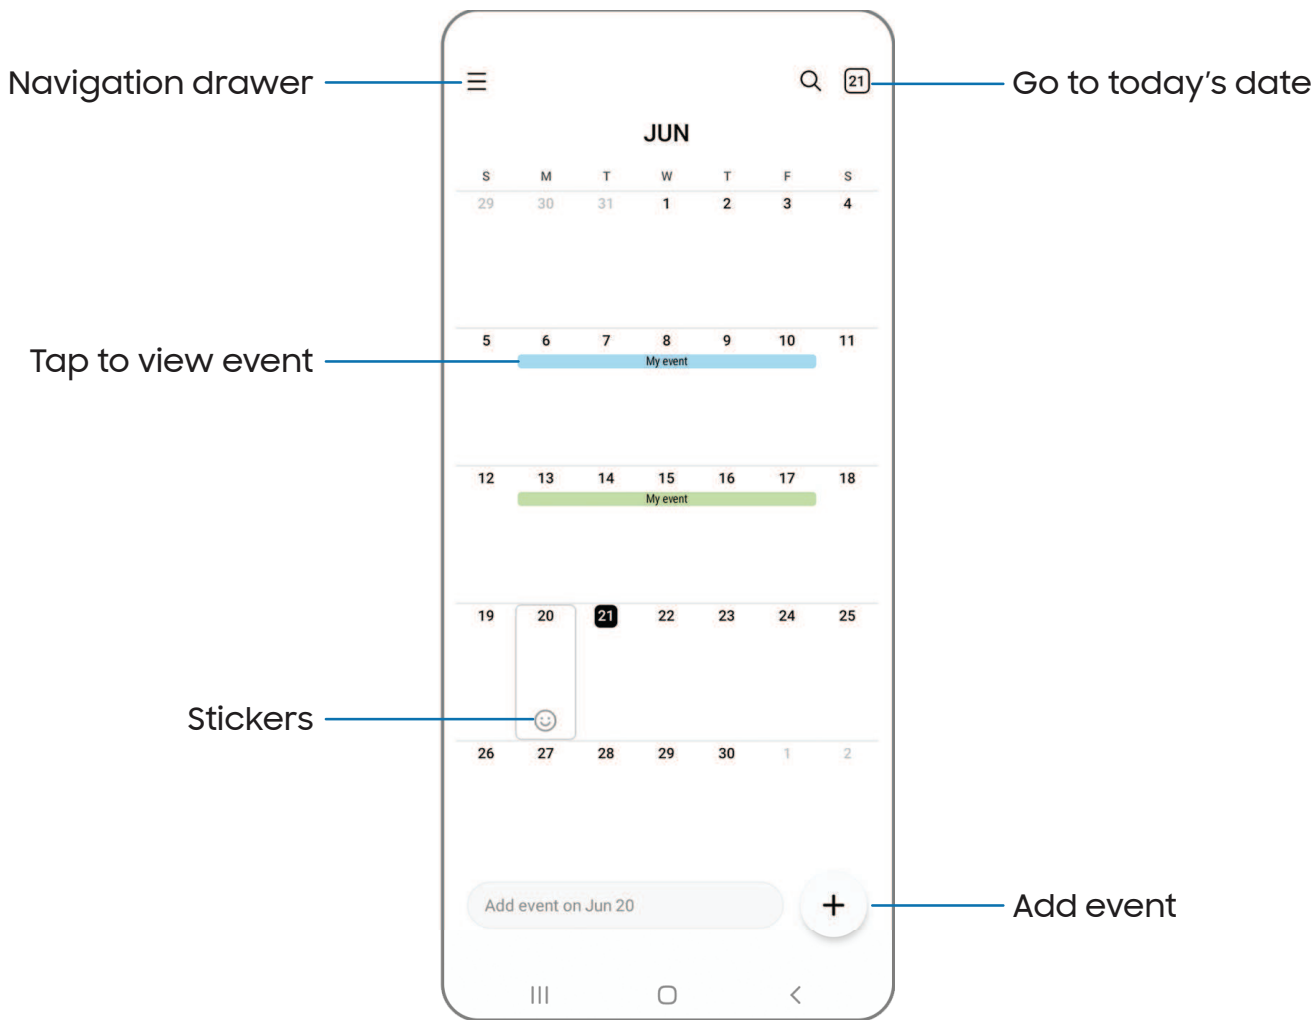 Navigation drawer
21
Go to today's date
JUN
S M T W T F S
29 30 31 1 2 3 4
5 6 7 8 9 10 11
Tap to view event
My event
12 13 14 15 16 17 18
My event
19 20 21 22 23 24 25
Stickers
26 27 28 29 30 1 2
Add event on Jun 20
+
Add event